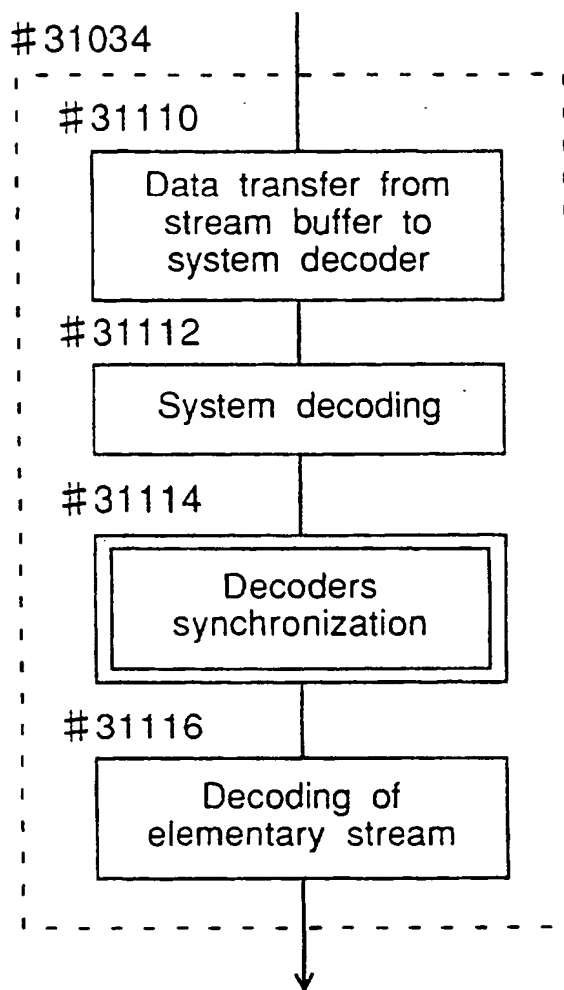 #31034
#31110
Data transfer from
stream buffer to
system decoder
#31112
System decoding
#31114
Decoders
synchronization
#31116
Decoding of
elementary stream